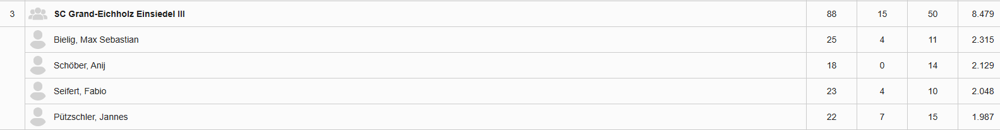 3 SC Grand-Eichholz Einsiedel III 88 15 50 8.479
Bielig, Max Sebastian 25 4 11 2.315
Schöber, Anij 18 0 14 2.129
Seifert, Fabio 23 4 10 2.048
Pützschler, Jannes 22 7 15 1.987